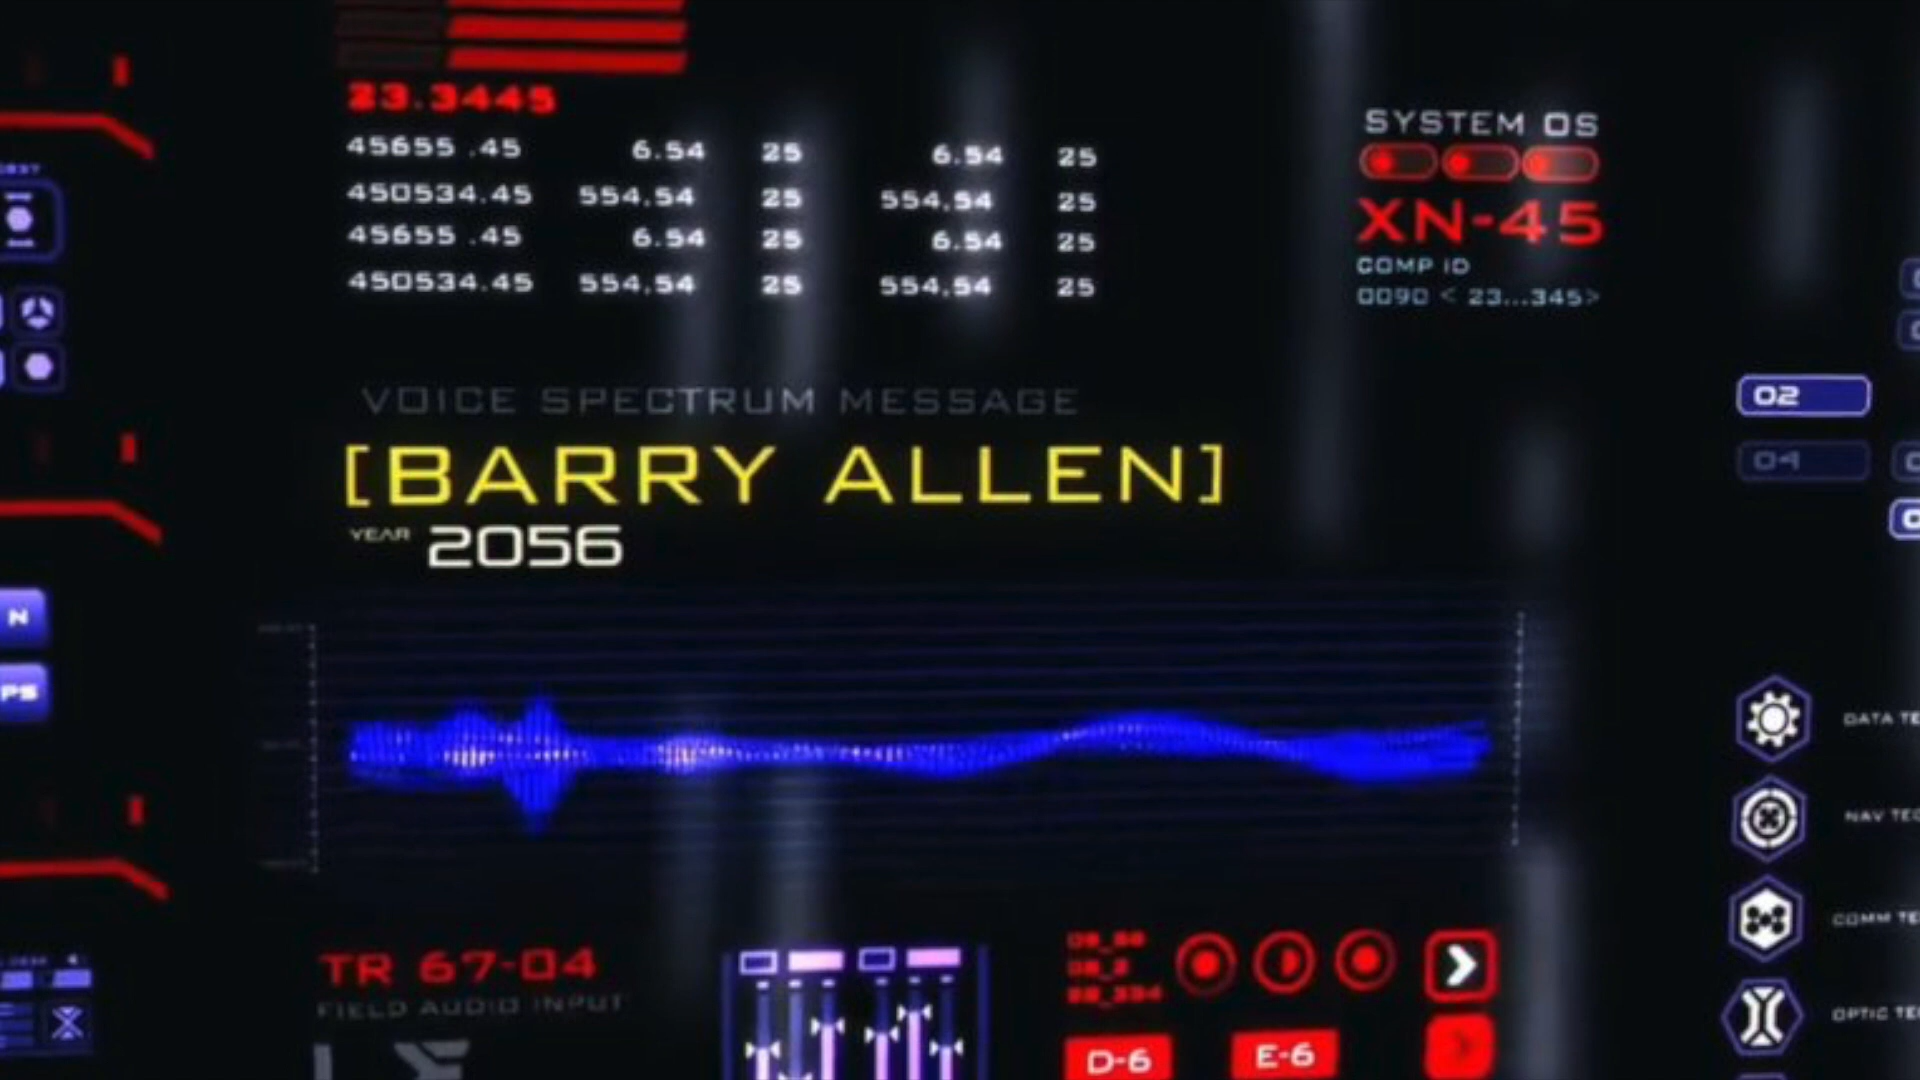 23.3445
45655 .45 6.54 25 6.54 25
450534.45 554,54 25 554,54 25
45655 .45 6.54 25 6.54 25
450534.45 554,54 25 554,54 25
SYSTEM OS
XN-45
COMP ID
0090 < 23...345>
VOICE SPECTRUM MESSAGE
[BARRY ALLEN]
YEAR 2056
02
04
N
PS
DATA TE
NAV TEC
COMM TE
OPTIC TE
TR 67-04
FIELD AUDIO INPUT
D-6
E-6